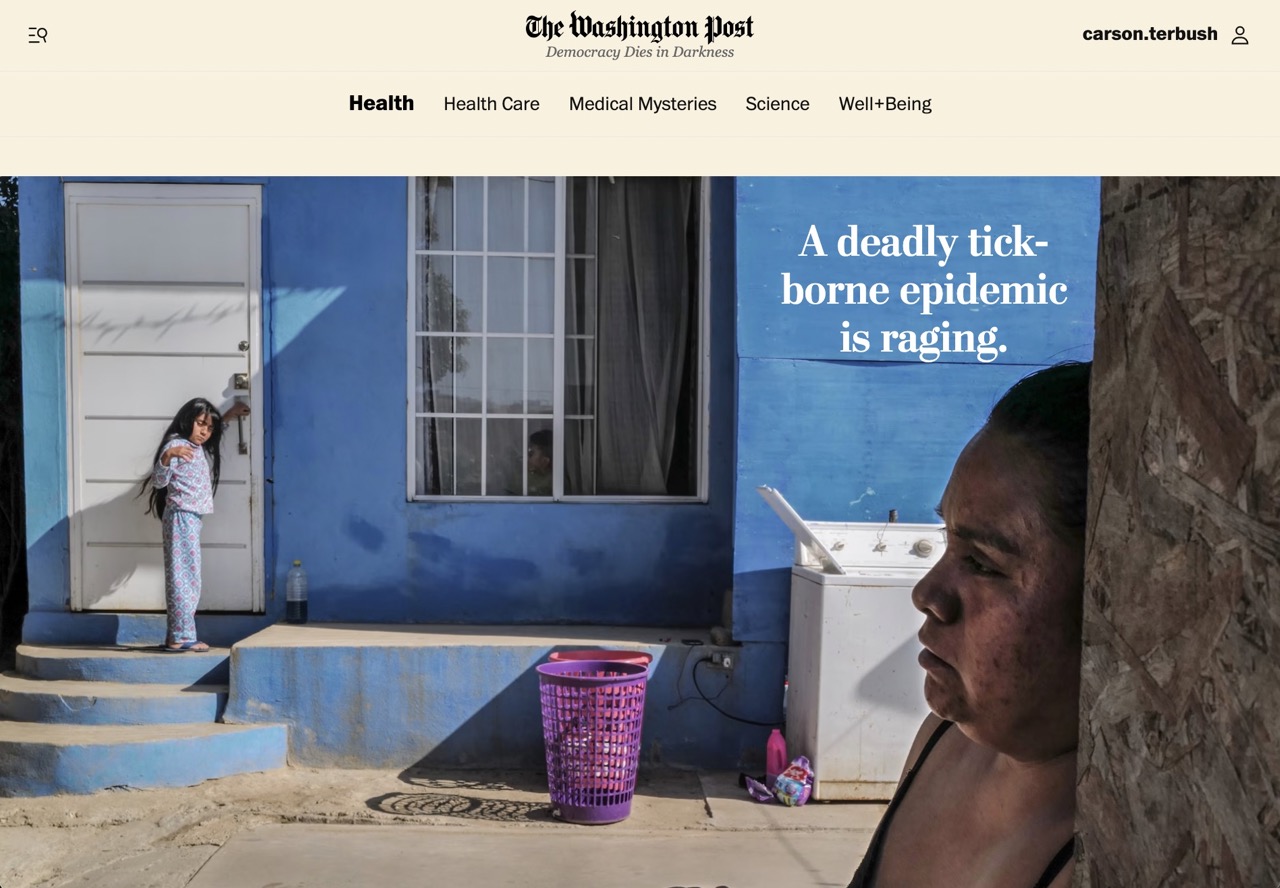 The Washington Post
Democracy Dies in Darkness
carson.terbush
Health Health Care Medical Mysteries Science Well+Being
A deadly tick-
borne epidemic
is raging.